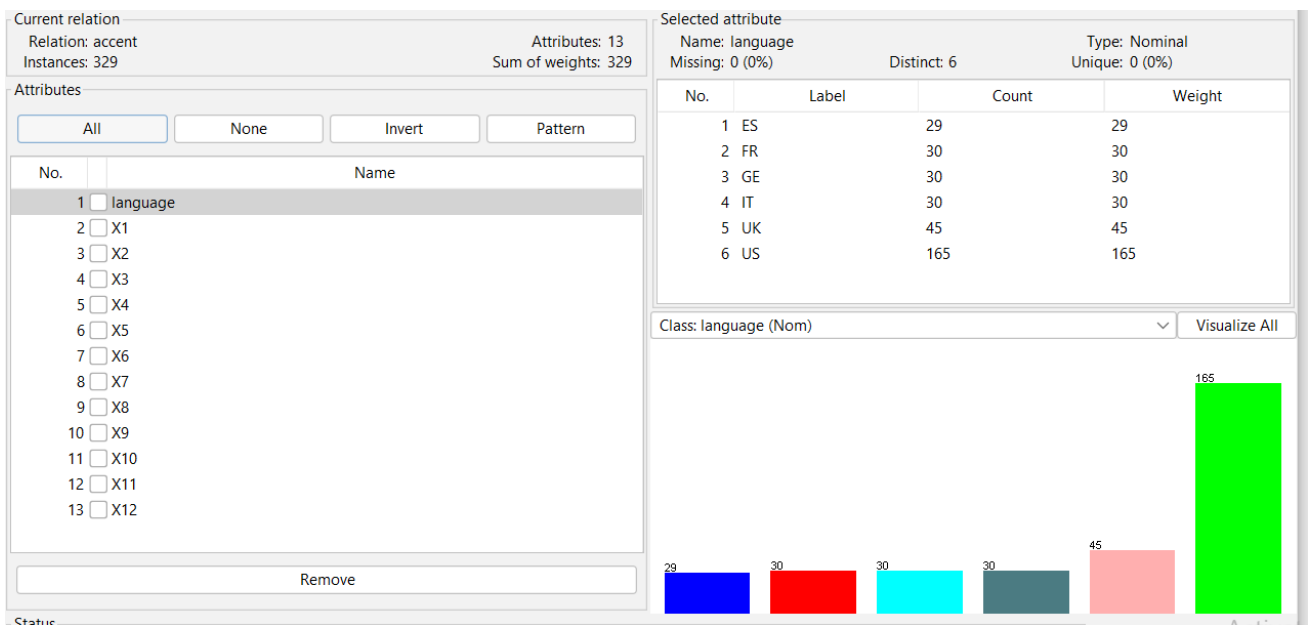 Current relation
Relation: accent Attributes: 13
Instances: 329 Sum of weights: 329
Attributes
All None Invert Pattern
No. Name
1 language
2 X1
3 X2
4 X3
5 X4
6 X5
7 X6
8 X7
9 X8
10 X9
11 X10
12 X11
13 X12
Remove
Status
Selected attribute
Name: language Type: Nominal
Missing: 0 (0%) Distinct: 6 Unique: 0 (0%)
No. Label Count Weight
1 ES 29 29
2 FR 30 30
3 GE 30 30
4 IT 30 30
5 UK 45 45
6 US 165 165
Class: language (Nom) Visualize All
165
45
29 30 30 30